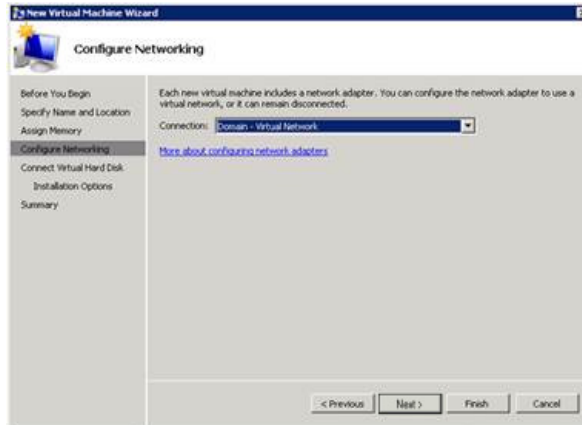 New Virtual Machine Wizard
Configure Networking
Before You Begin
Specify Name and Location
Assign Memory
Configure Networking
Connect Virtual Hard Disk
Installation Options
Summary
Each new virtual machine includes a network adapter. You can configure the network adapter to use a
virtual network, or it can remain disconnected.
Connection: Domain - Virtual Network
More about configuring network adapters
< Previous
Next >
Finish
Cancel